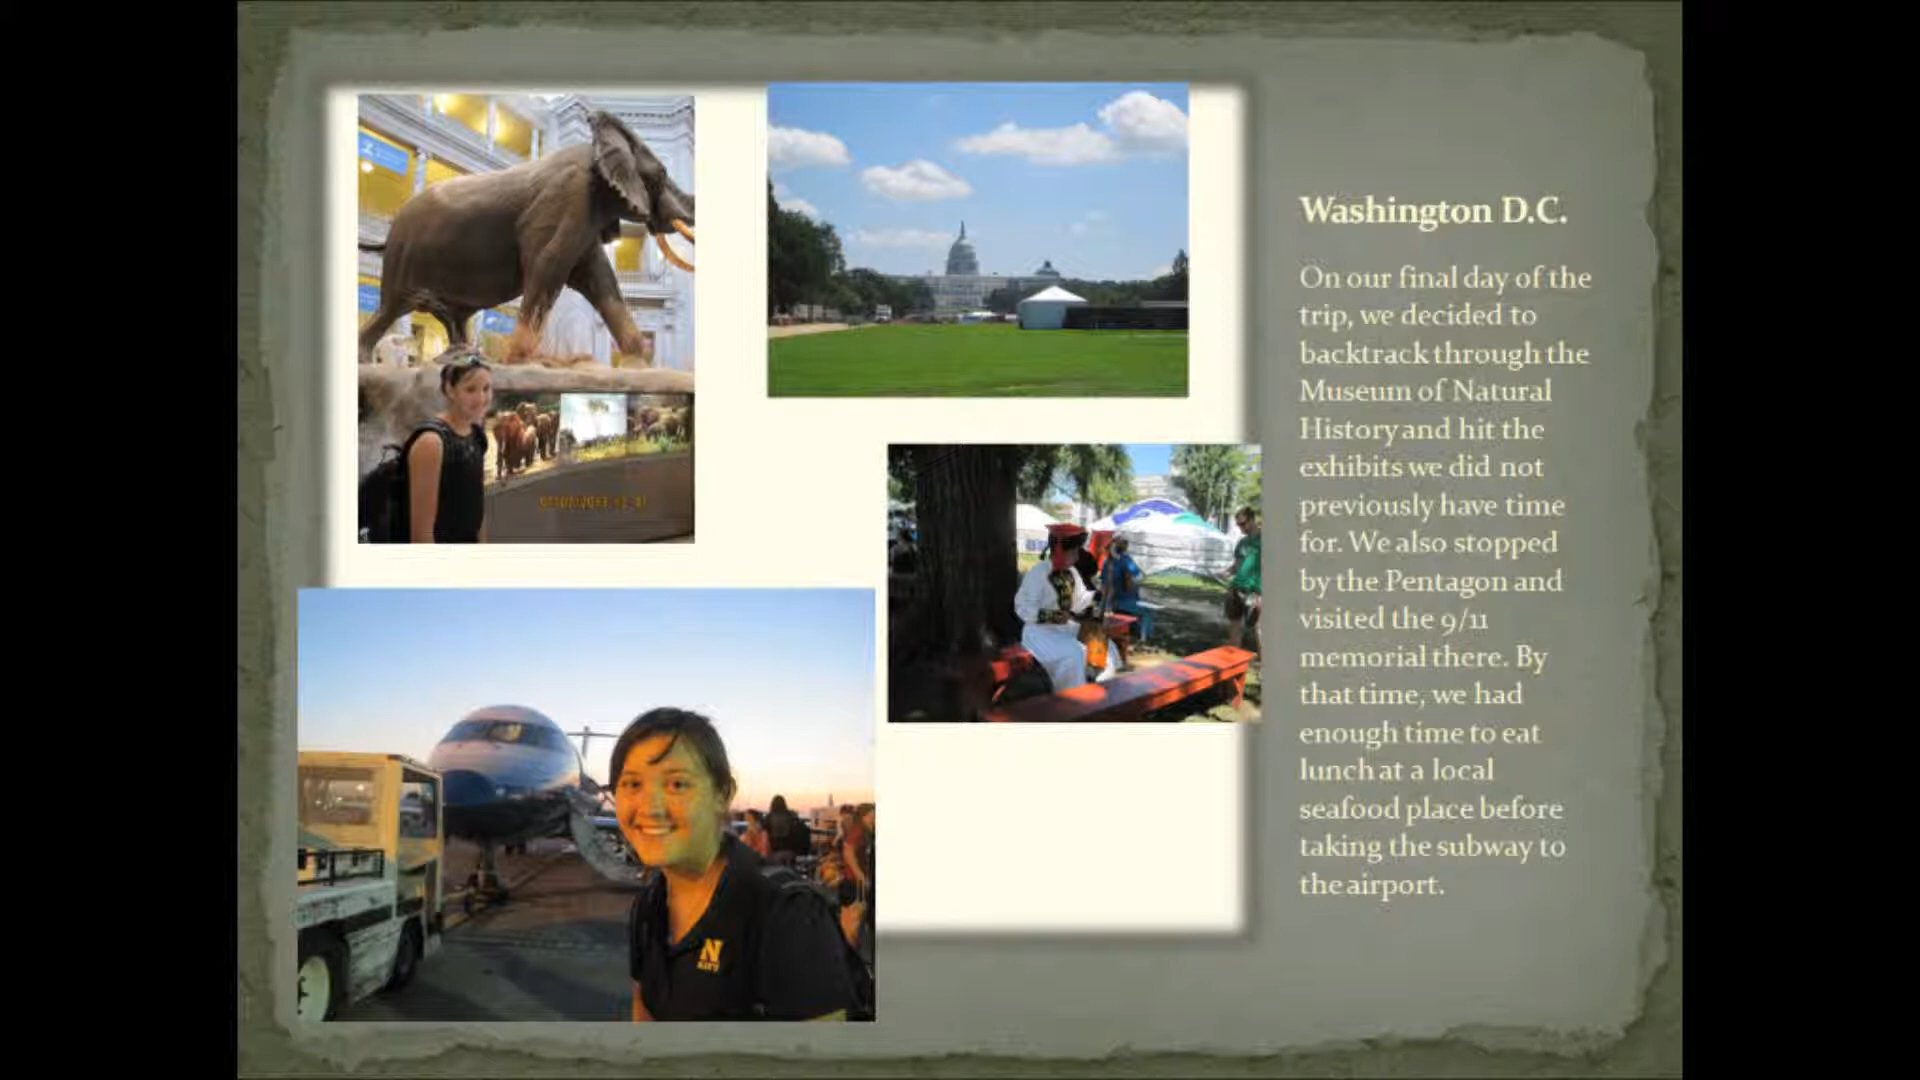 Washington D.C.
On our final day of the
trip, we decided to
backtrack through the
Museum of Natural
History and hit the
exhibits we did not
previously have time
for. We also stopped
by the Pentagon and
visited the 9/11
memorial there. By
that time, we had
enough time to eat
lunch at a local
seafood place before
taking the subway to
the airport.
N
NAVY